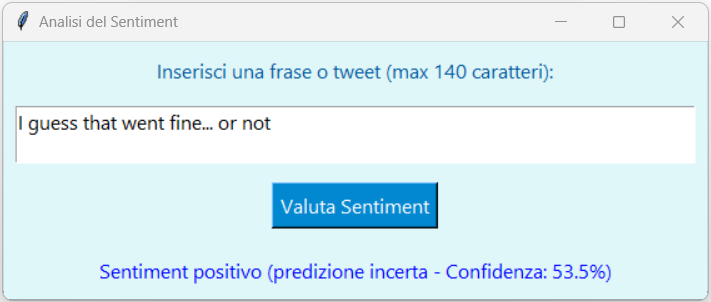 Analisi del Sentiment
Inserisci una frase o tweet (max 140 caratteri):
I guess that went fine... or not
Valuta Sentiment
Sentiment positivo (predizione incerta - Confidenza: 53.5%)